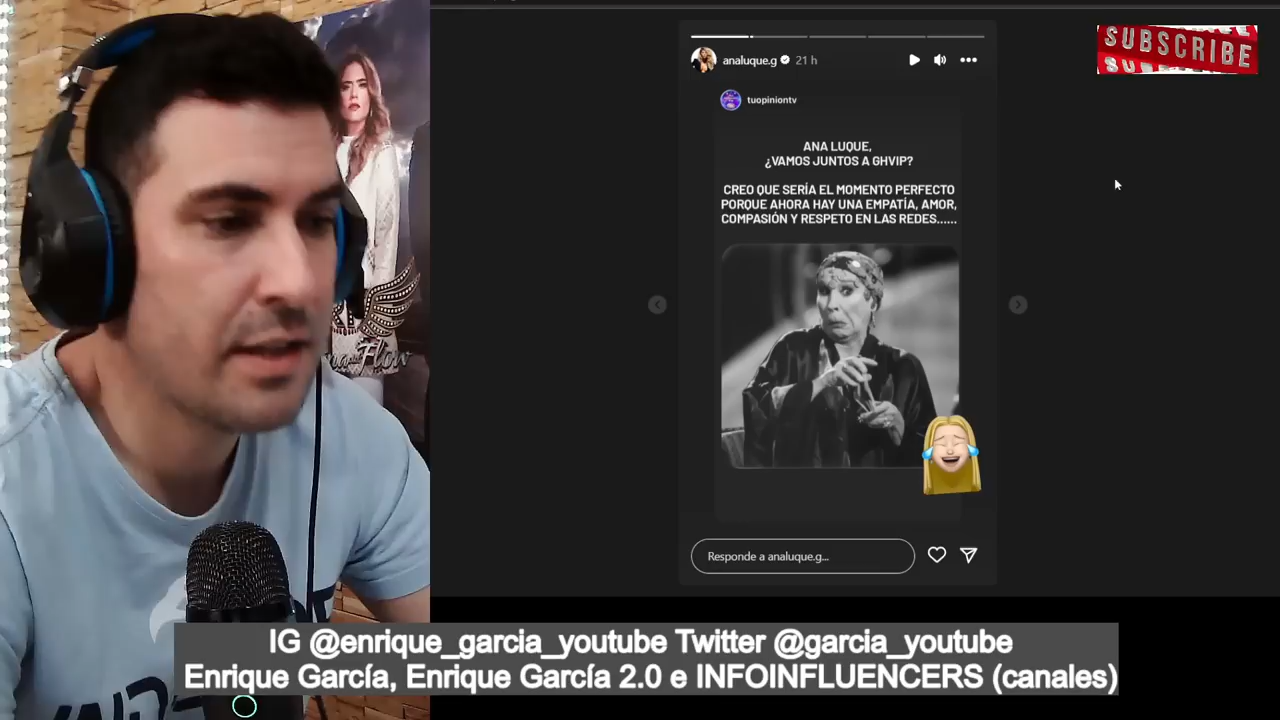 SUBSCRIBE
analuque.g 21 h
tuopiniontv
ANA LUQUE,
¿VAMOS JUNTOS A GHVIP?
CREO QUE SERÍA EL MOMENTO PERFECTO
PORQUE AHORA HAY UNA EMPATÍA, AMOR,
COMPASIÓN Y RESPETO EN LAS REDES......
Responde a analuque.g...
Flow
IG @enrique_garcia_youtube Twitter @garcia_youtube
Enrique García, Enrique García 2.0 e INFOINFLUENCERS (canales)